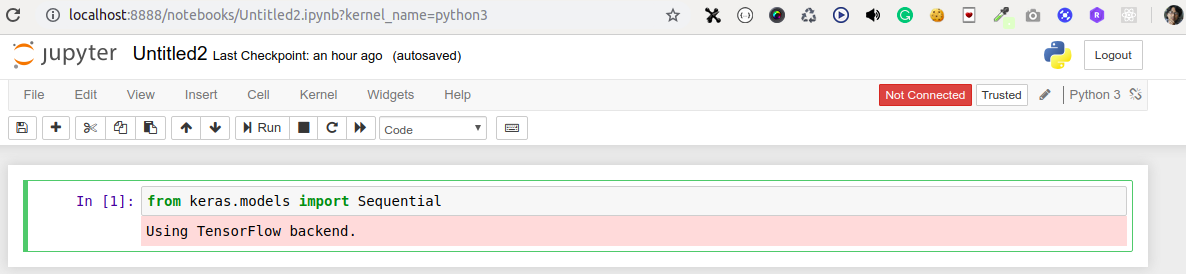 localhost:8888/notebooks/Untitled2.ipynb?kernel_name=python3
jupyter Untitled2 Last Checkpoint: an hour ago (autosaved) Logout
File Edit View Insert Cell Kernel Widgets Help Not Connected Trusted Python 3
Run Code
In [1]: from keras.models import Sequential
Using TensorFlow backend.